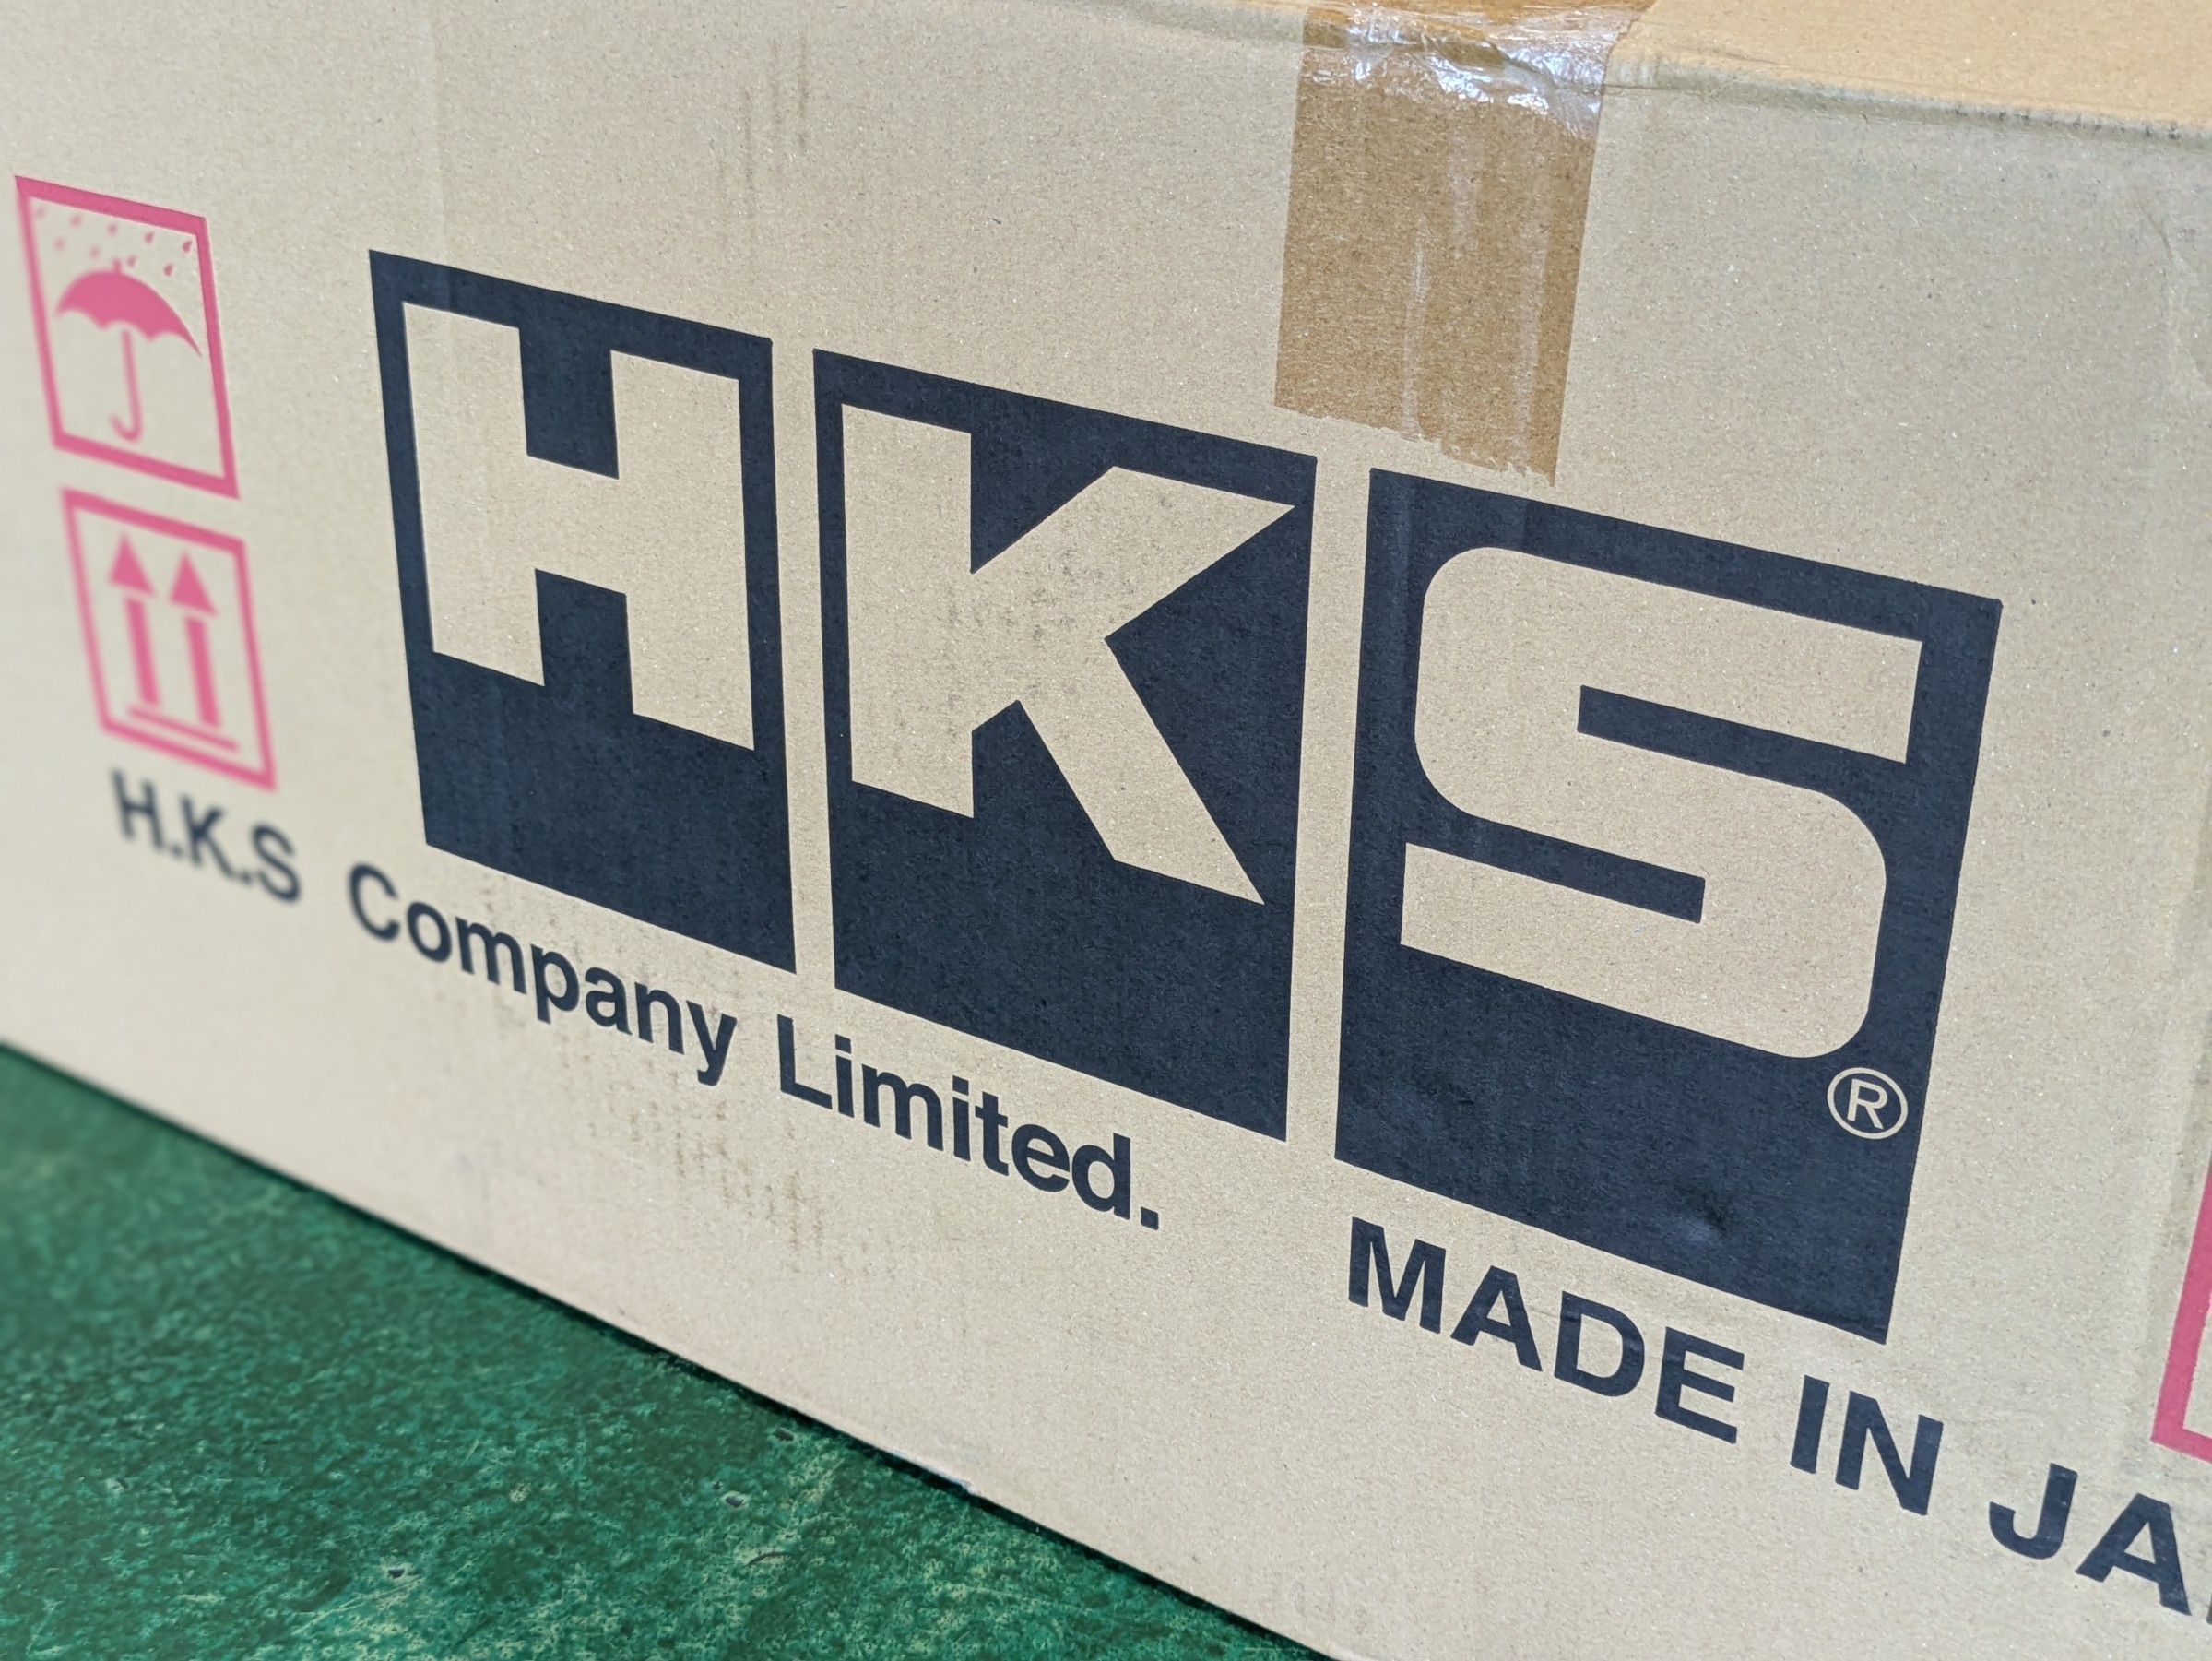 HKS®
H.K.S Company Limited. MADE IN JA